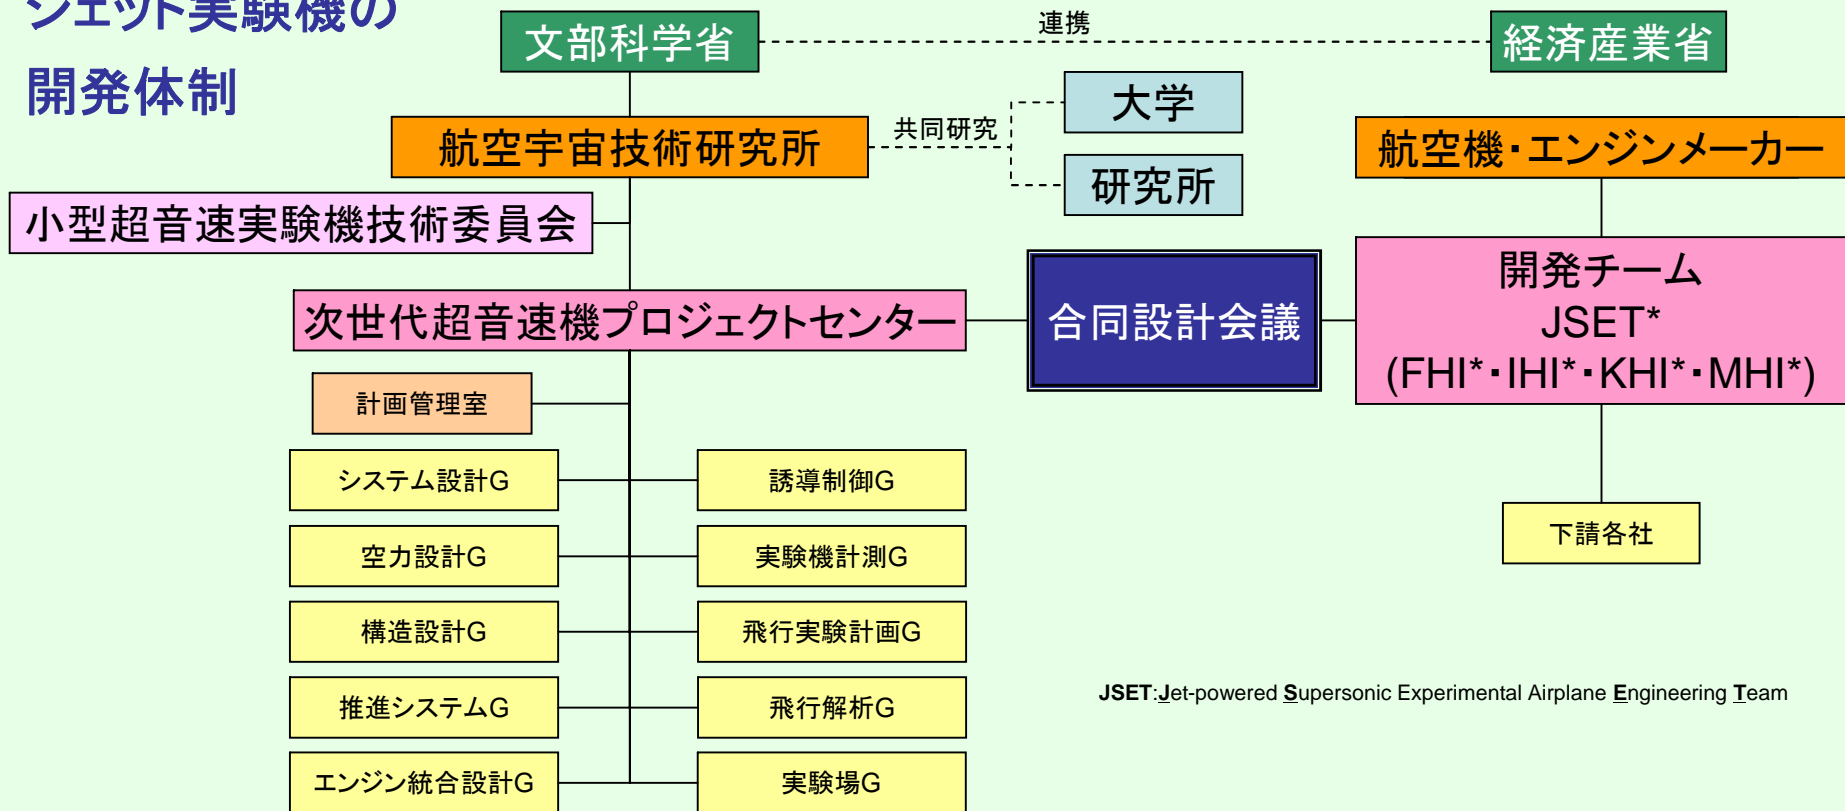 ジェット実験機の
開発体制
文部科学省
連携
経済産業省
大学
共同研究
航空宇宙技術研究所
研究所
航空機・エンジンメーカー
小型超音速実験機技術委員会
次世代超音速機プロジェクトセンター
合同設計会議
開発チーム
JSET*
(FHI*・IHI*・KHI*・MHI*)
計画管理室
システム設計G
誘導制御G
空力設計G
実験機計測G
構造設計G
飛行実験計画G
推進システムG
飛行解析G
エンジン統合設計G
実験場G
下請各社
JSET:Jet-powered Supersonic Experimental Airplane Engineering Team